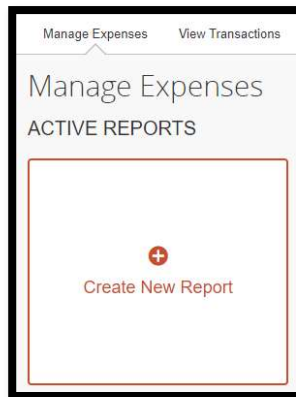 Manage Expenses View Transactions
Manage Expenses
ACTIVE REPORTS
Create New Report